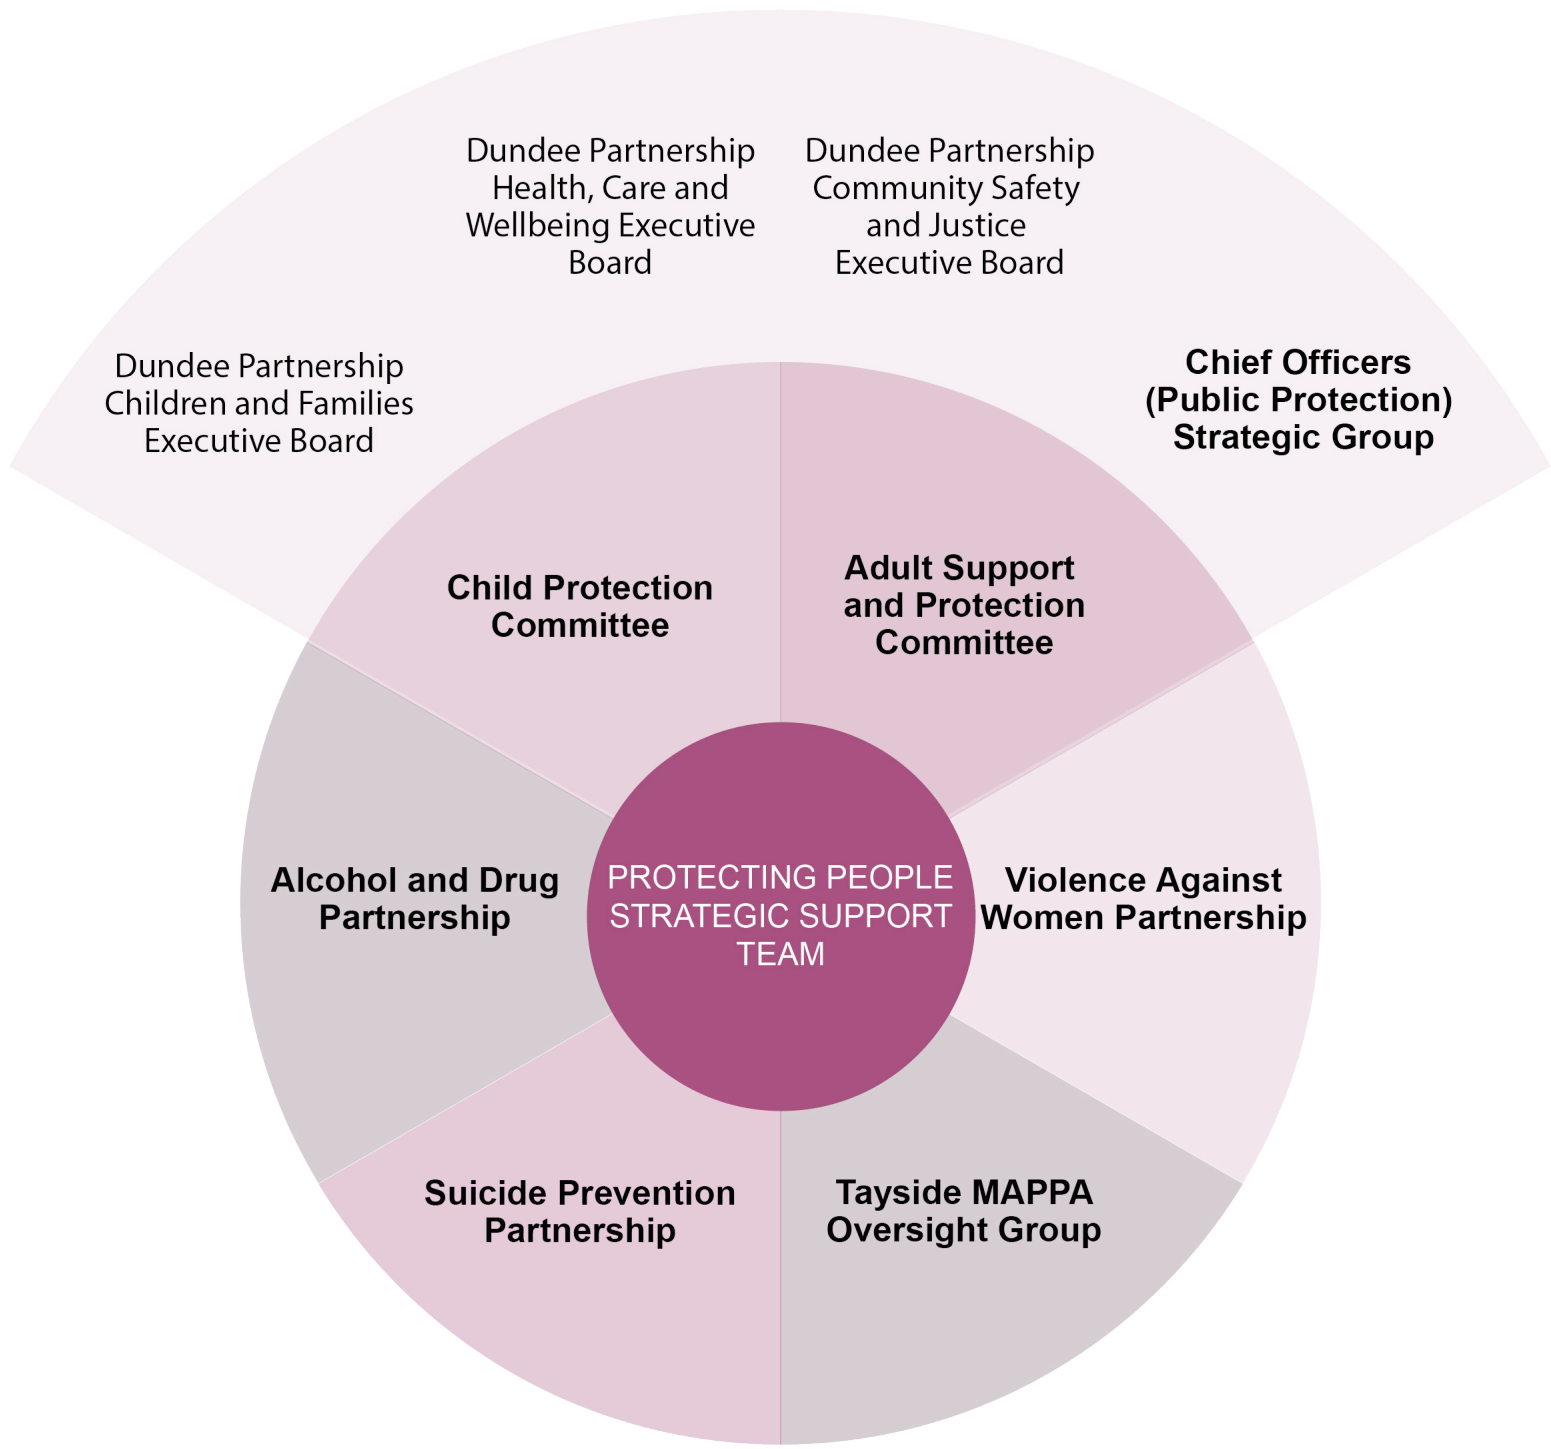 Dundee Partnership
Health, Care and
Wellbeing Executive
Board
Dundee Partnership
Community Safety
and Justice
Executive Board
Dundee Partnership
Children and Families
Executive Board
Chief Officers
(Public Protection)
Strategic Group
Child Protection
Committee
Adult Support
and Protection
Committee
Alcohol and Drug
Partnership
PROTECTING PEOPLE
STRATEGIC SUPPORT
TEAM
Violence Against
Women Partnership
Suicide Prevention
Partnership
Tayside MAPPA
Oversight Group